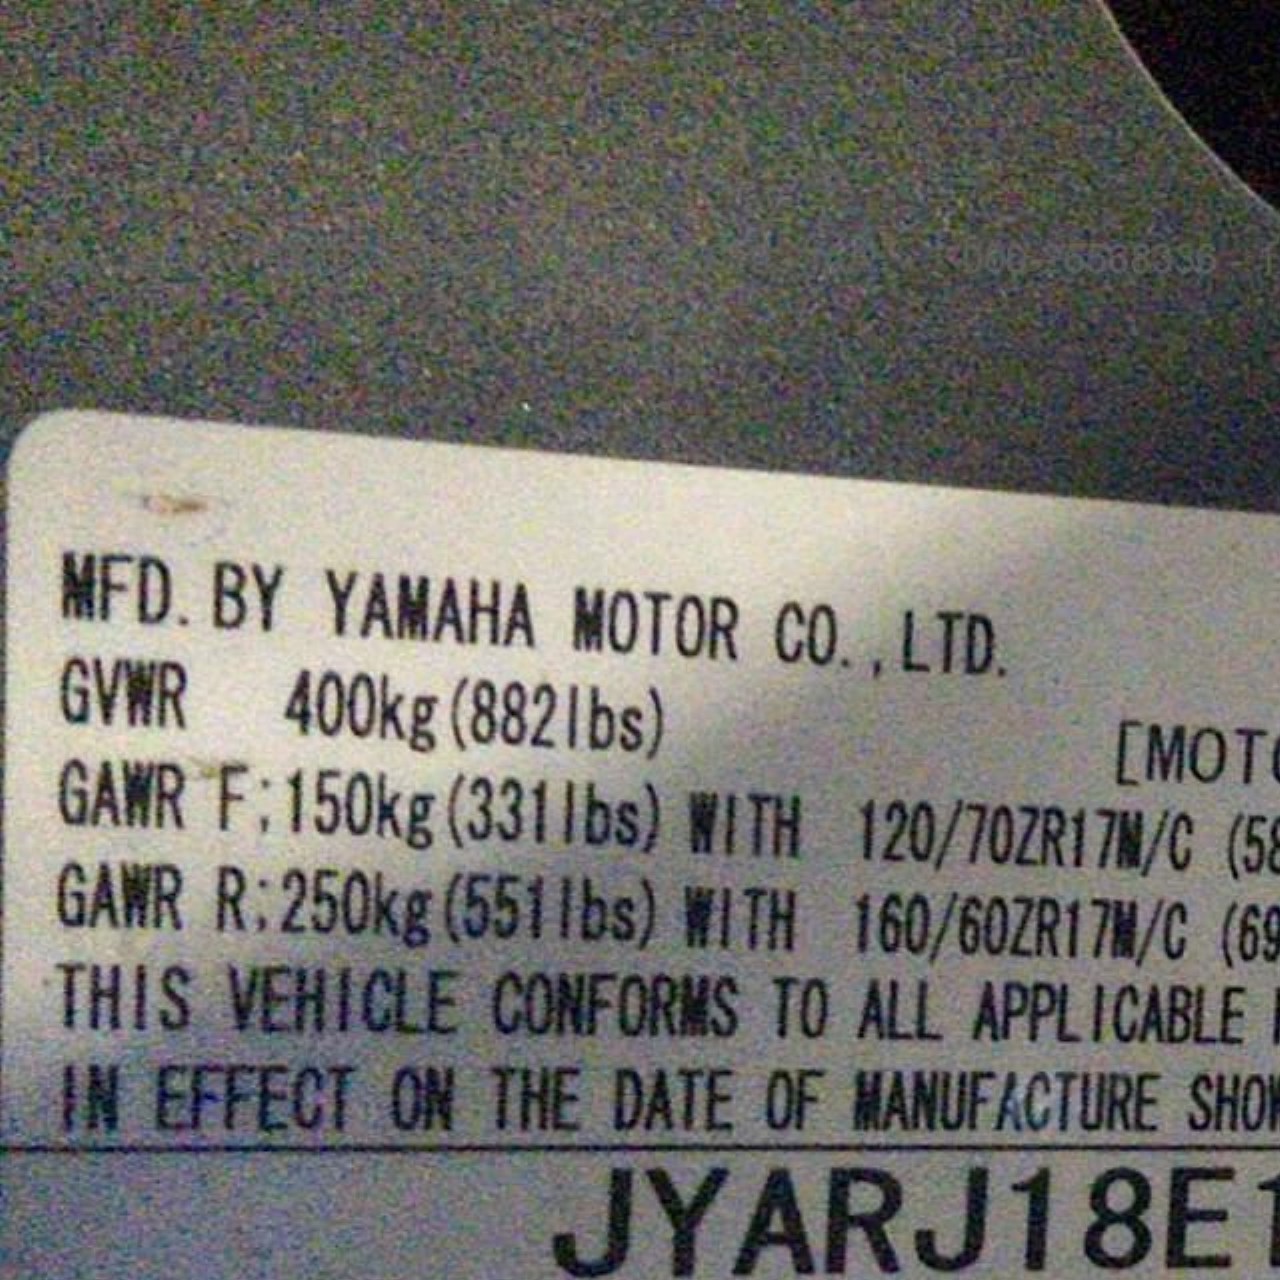 MFD. BY YAMAHA MOTOR CO., LTD.
GVWR 400kg(882lbs)
[MOTO
GAWR F:150kg(331lbs) WITH 120/70ZR17M/C (58
GAWR R:250kg(551lbs) WITH 160/60ZR17M/C (69
THIS VEHICLE CONFORMS TO ALL APPLICABLE
IN EFFECT ON THE DATE OF MANUFACTURE SHOW
JYARJ18E1